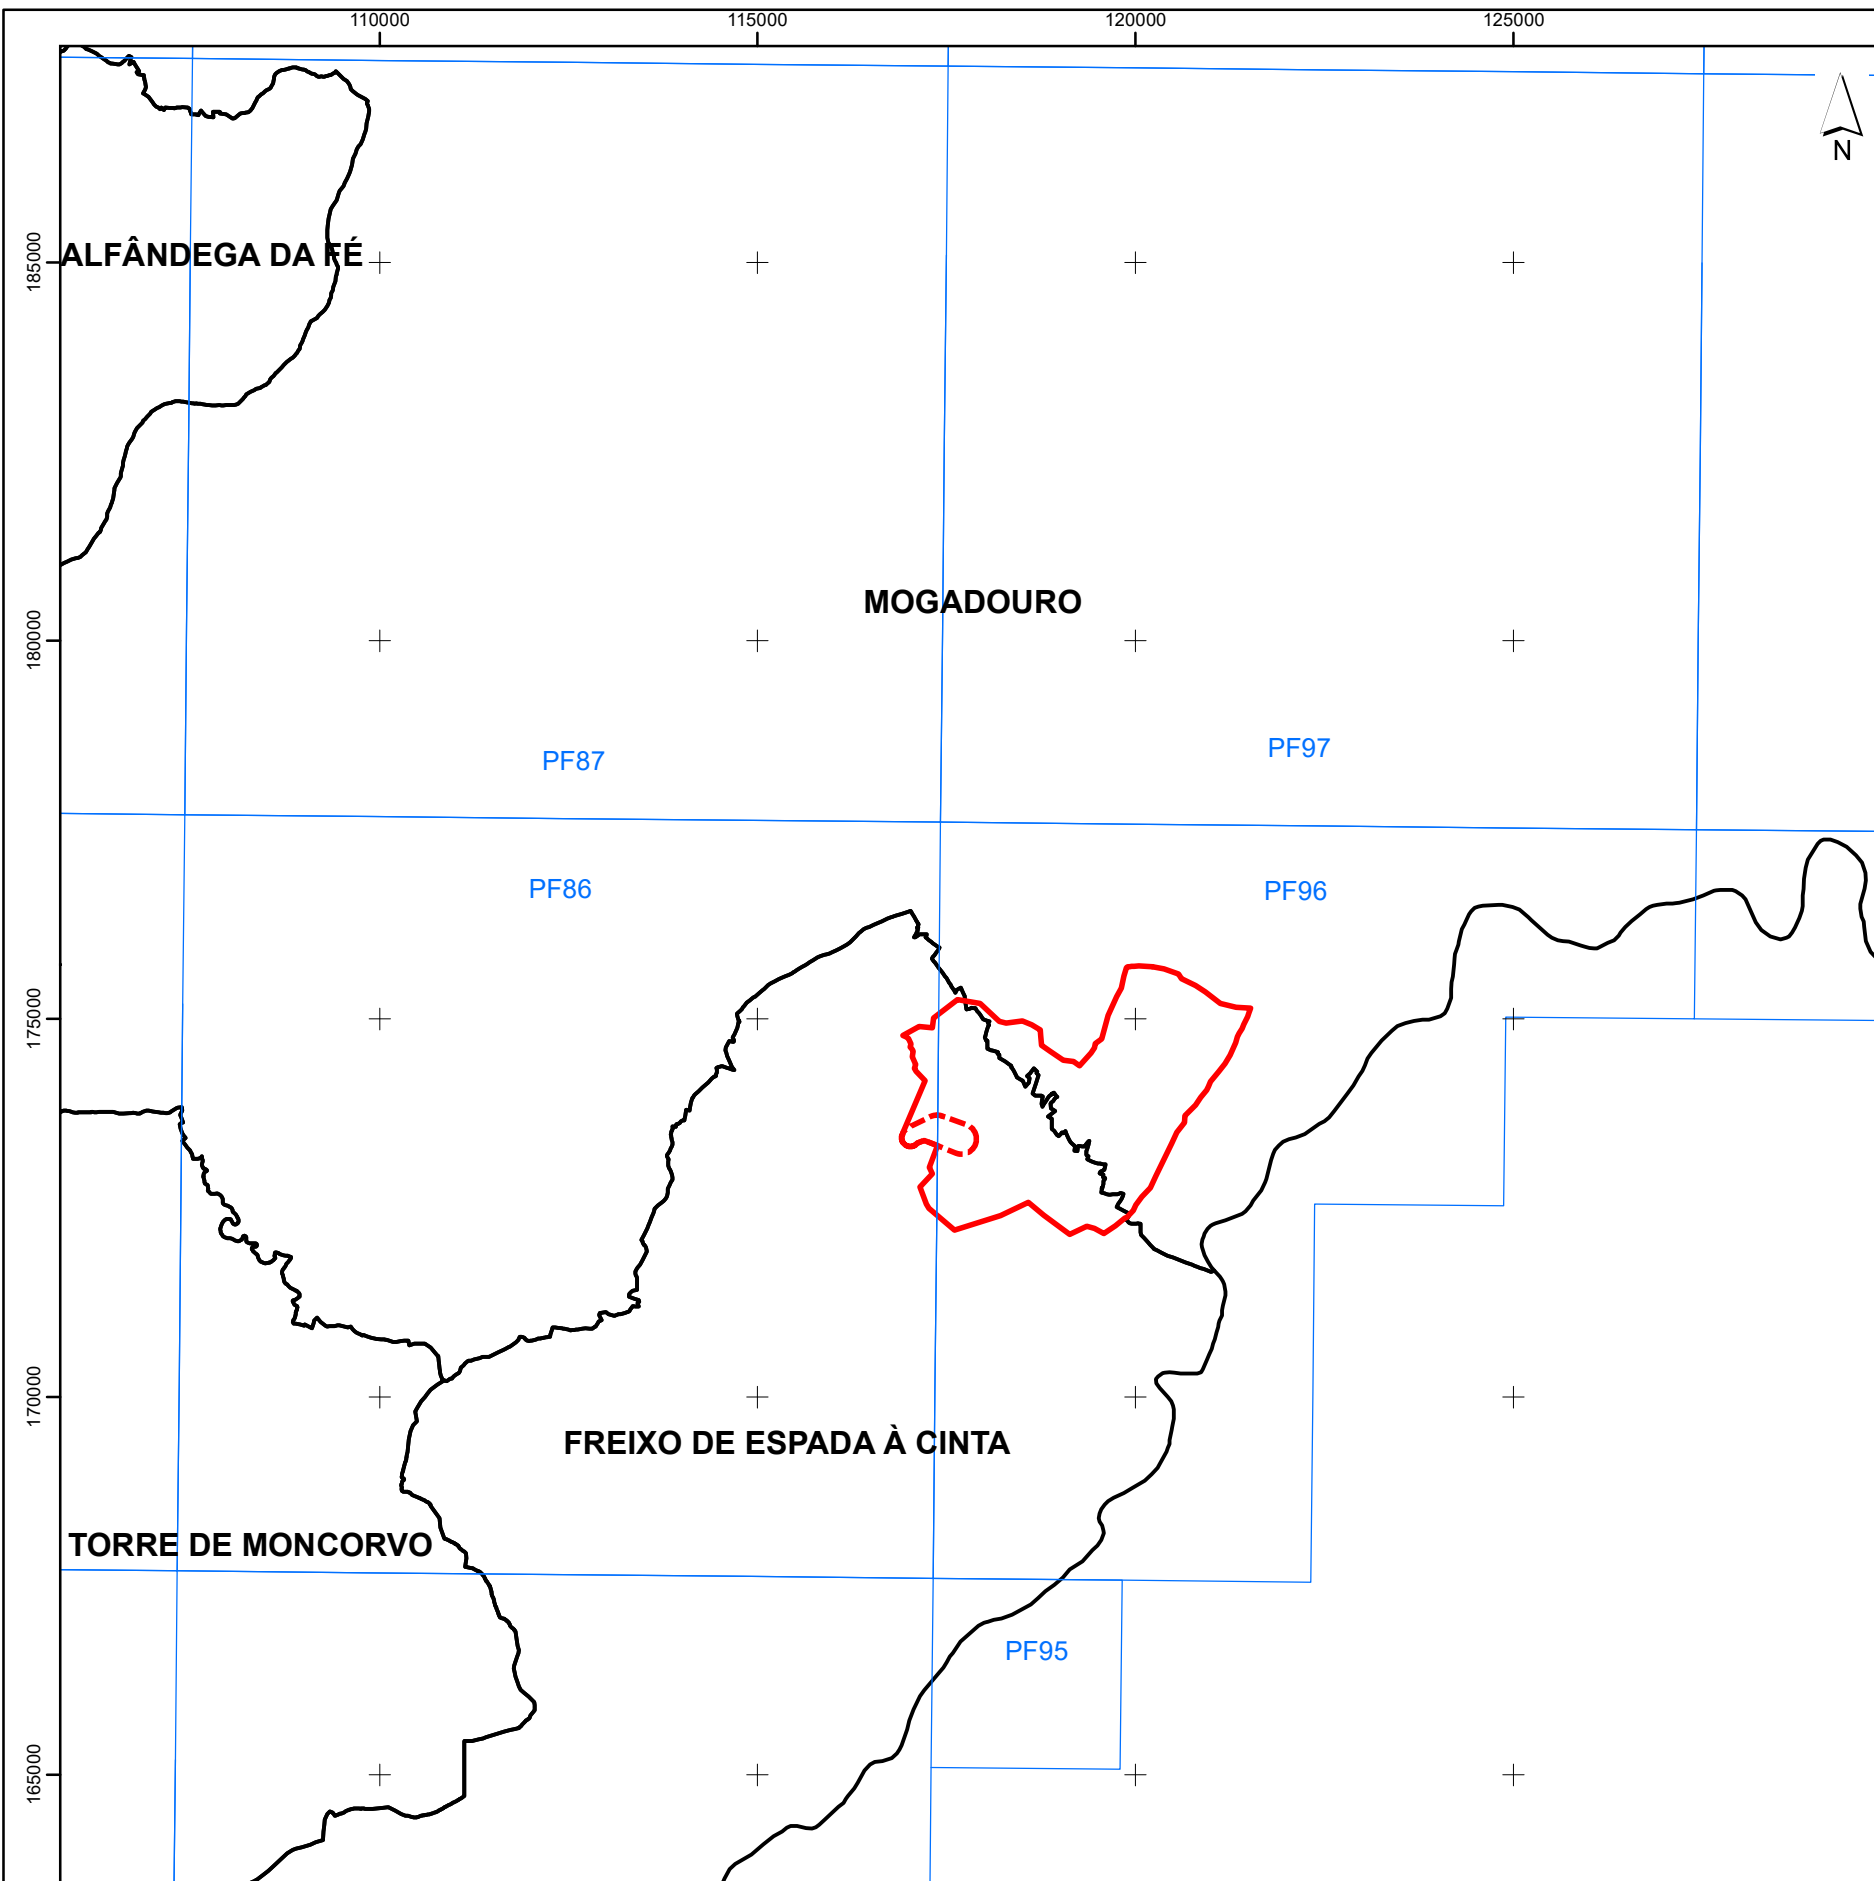 110000 115000 120000 125000
N
185000
ALFÂNDEGA DA FÉ
180000
MOGADOURO
PF87
PF97
PF86
PF96
175000
170000
FREIXO DE ESPADA À CINTA
TORRE DE MONCORVO
PF95
165000